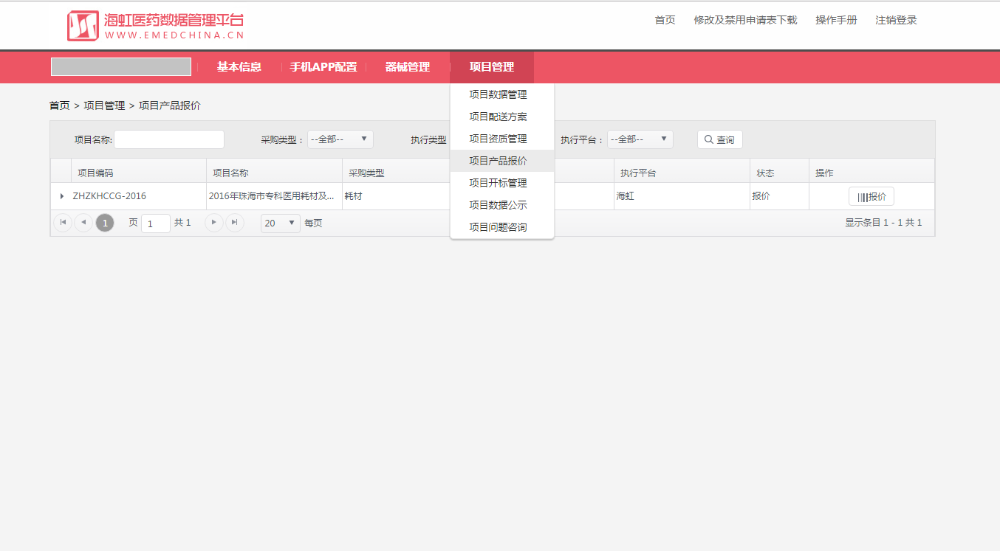 海虹医药数据管理平台
WWW.EMEDCHINA.CN
首页 修改及禁用申请表下载 操作手册 注销登录
基本信息 手机APP配置 器械管理 项目管理
项目数据管理
项目配送方案
项目资质管理
项目产品报价
项目开标管理
项目数据公示
项目问题咨询
首页 > 项目管理 > 项目产品报价
项目名称: 采购类型： --全部-- 执行类型 执行平台： --全部-- 查询
项目编码 项目名称 采购类型 执行平台 状态 操作
ZHZKHCCG-2016 2016年珠海市专科医用耗材及... 耗材 海虹 报价 报价
1 页 1 共 1 20 每页 显示条目 1 - 1 共 1